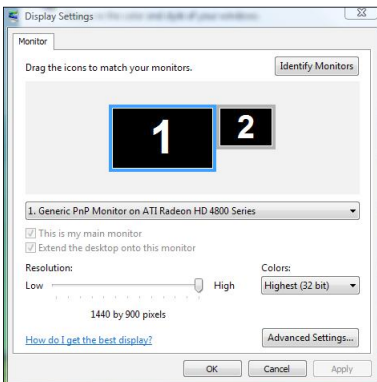 Display Settings
Monitor
Drag the icons to match your monitors.
Identify Monitors
1
2
1. Generic PnP Monitor on ATI Radeon HD 4800 Series
This is my main monitor
Extend the desktop onto this monitor
Resolution:
Colors:
Low
High
Highest (32 bit)
1440 by 900 pixels
How do I get the best display?
Advanced Settings...
OK
Cancel
Apply